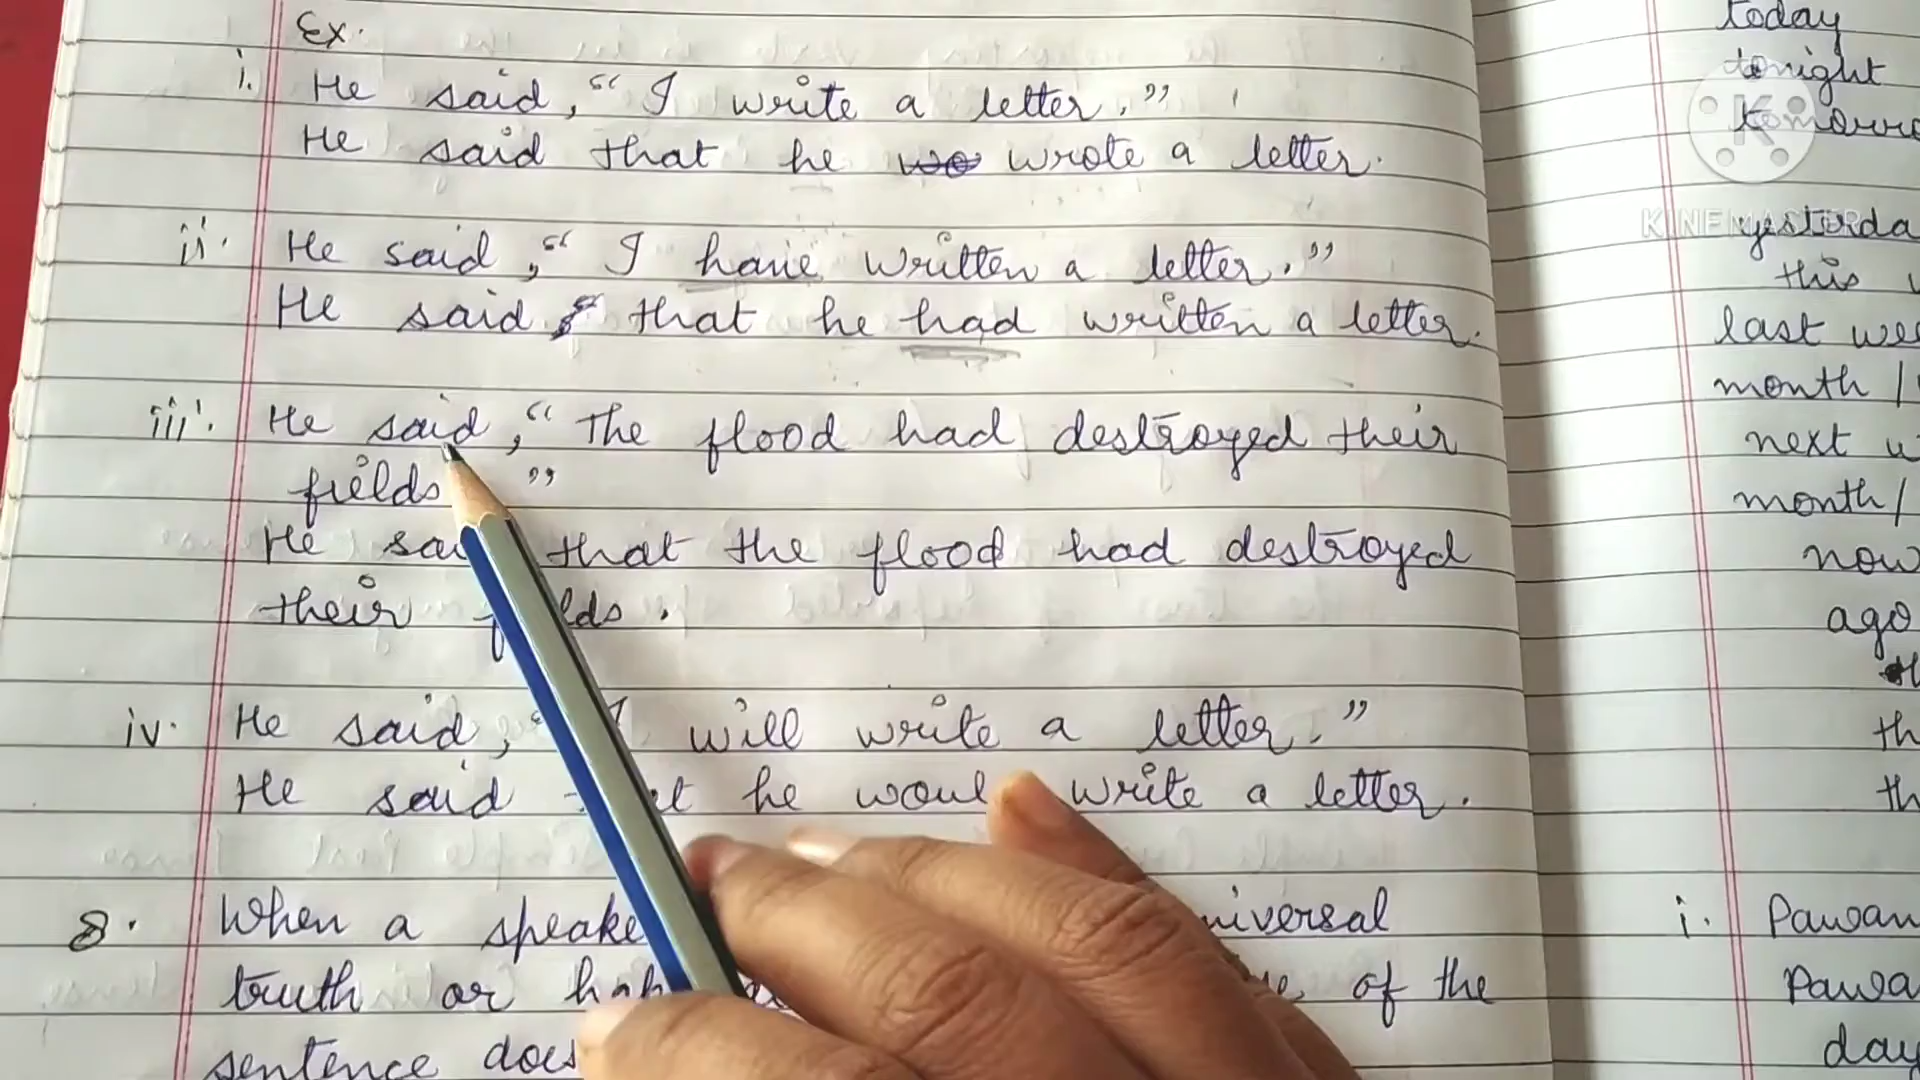 Ex.
i. He said, "I write a letter."
He said that he wrote a letter.
ii. He said, "I have written a letter."
He said that he had written a letter.
iii. He said, "The flood had destroyed their
fields."
He that the flood had destroyed
their
iv. He said, " I will write a letter."
He said he write a letter.
8. When a
truth or of the
sentence
today
tonight
this
last
month /
next
month /
now
ago
i. Pawan
KINEMASTER
K